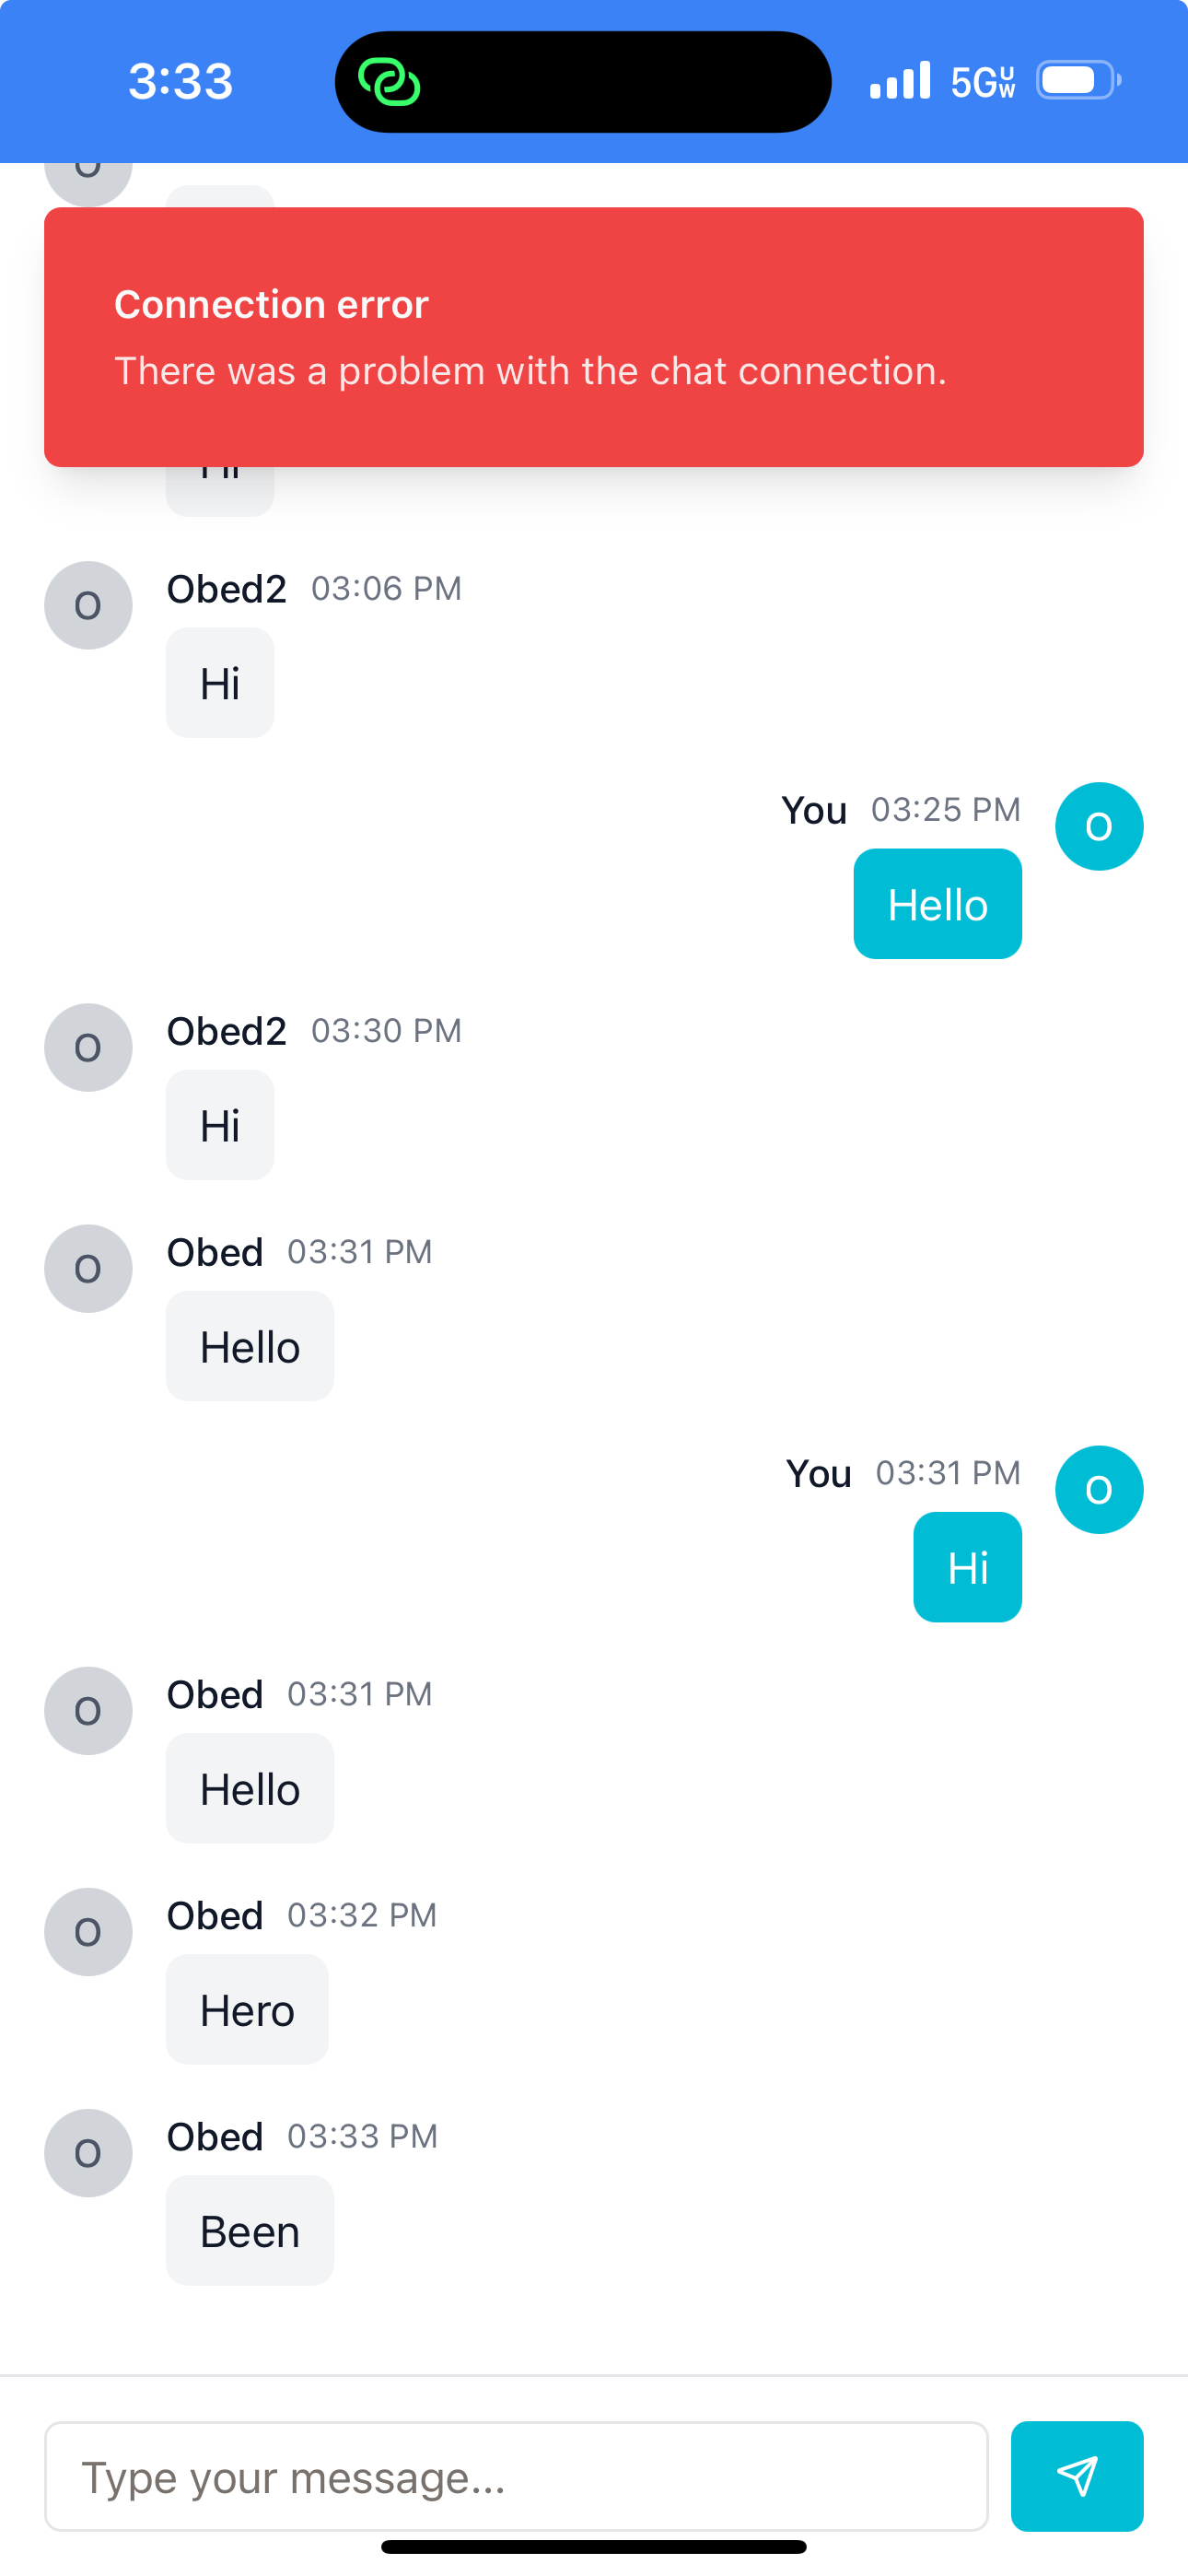 3:33
5G UW
O
Connection error
There was a problem with the chat connection.
Hi
O
Obed2 03:06 PM
Hi
You 03:25 PM
O
Hello
O
Obed2 03:30 PM
Hi
O
Obed 03:31 PM
Hello
You 03:31 PM
O
Hi
O
Obed 03:31 PM
Hello
O
Obed 03:32 PM
Hero
O
Obed 03:33 PM
Been
Type your message...